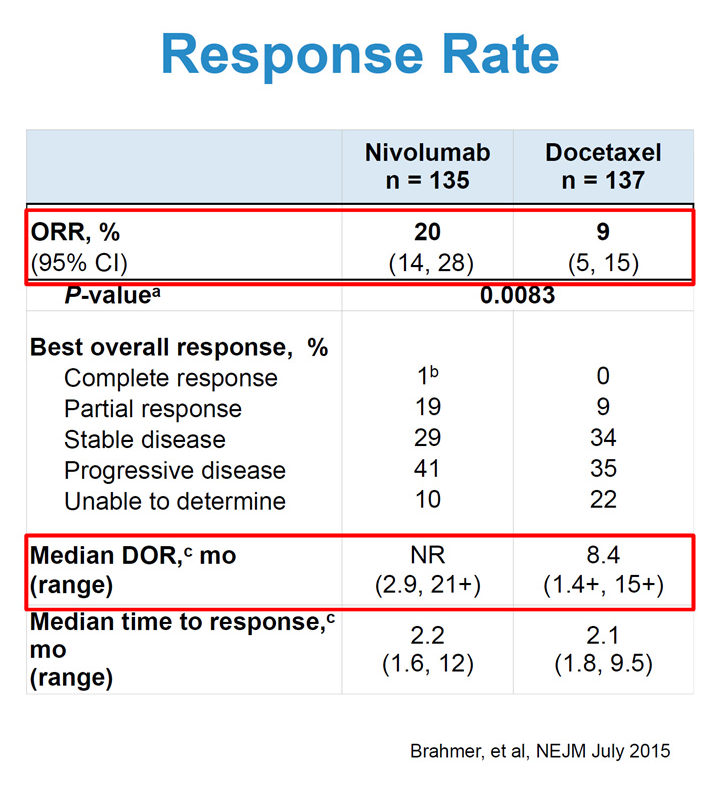 Response Rate
Nivolumab Docetaxel
n = 135 n = 137
ORR, % 20 9
(95% CI) (14, 28) (5, 15)
P-valueᵃ 0.0083
Best overall response, %
Complete response 1ᵇ 0
Partial response 19 9
Stable disease 29 34
Progressive disease 41 35
Unable to determine 10 22
Median DOR,ᶜ mo NR 8.4
(range) (2.9, 21+) (1.4+, 15+)
Median time to response,ᶜ
mo 2.2 2.1
(range) (1.6, 12) (1.8, 9.5)
Brahmer, et al, NEJM July 2015